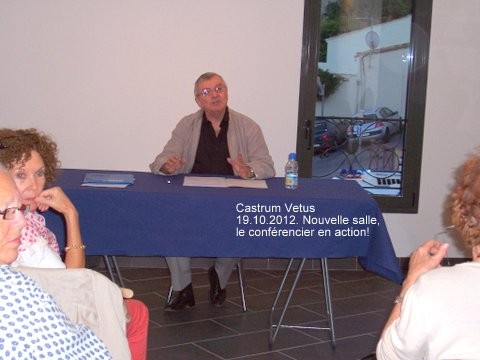 Castrum Vetus
19.10.2012. Nouvelle salle,
le conférencier en action!